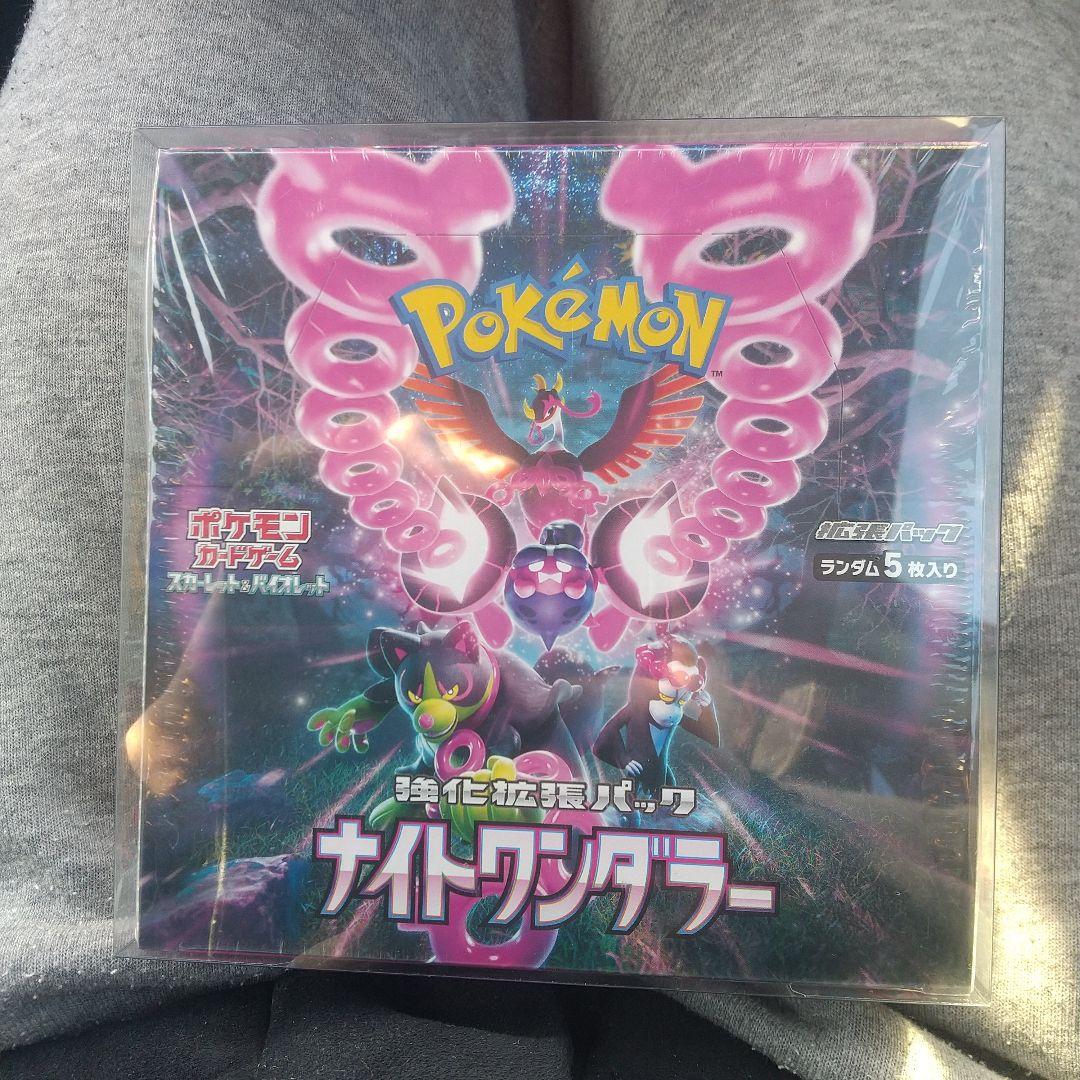 POKéMON
TM
ポケモン
カードゲーム
スカーレット&バイオレット
拡張パック
ランダム5枚入り
強化拡張パック
ナイトワンダラー